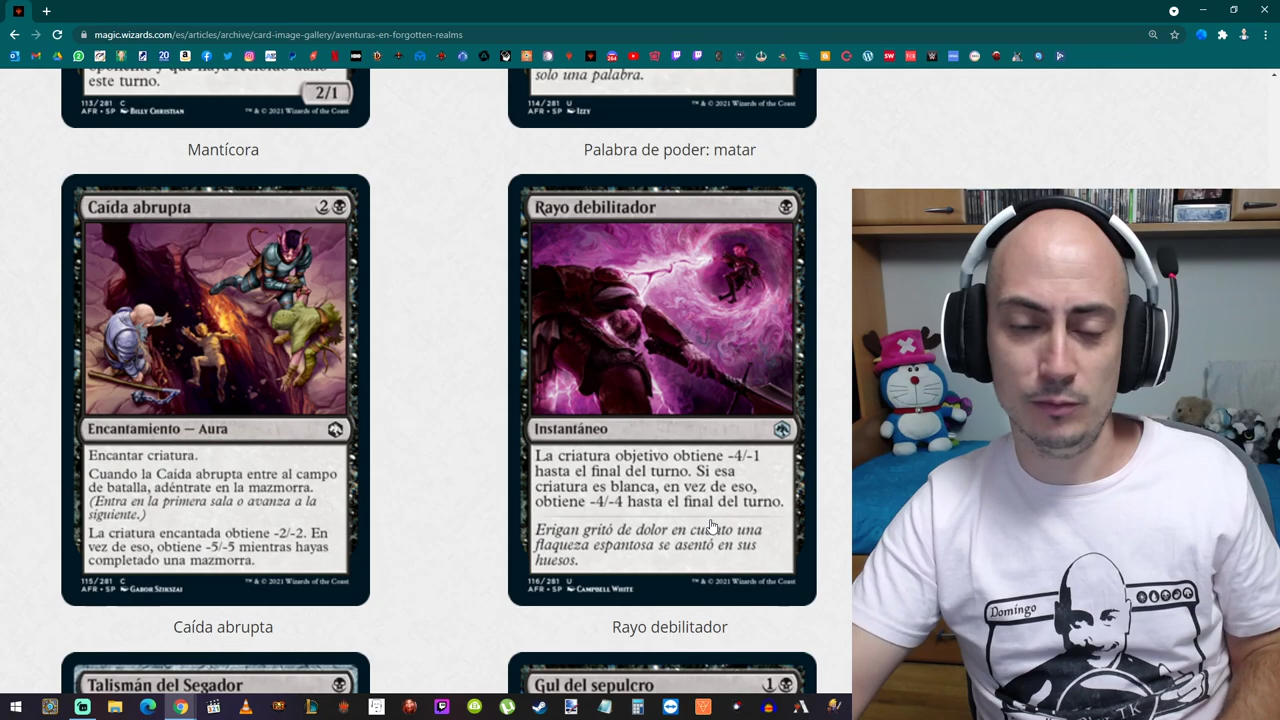 magic.wizards.com/es/articles/archive/card-image-gallery/aventuras-en-forgotten-realms
este turno.
2/1
113/281 C
AFR • SP BILLY CHRISTIAN
™ & © 2021 Wizards of the Coast
Mantícora
solo una palabra.
114/281 U
AFR • SP IZZY
™ & © 2021 Wizards of the Coast
Palabra de poder: matar
Caída abrupta 2
Encantamiento — Aura
Encantar criatura.
Cuando la Caída abrupta entre al campo
de batalla, adéntrate en la mazmorra.
(Entra en la primera sala o avanza a la
siguiente.)
La criatura encantada obtiene -2/-2. En
vez de eso, obtiene -5/-5 mientras hayas
completado una mazmorra.
115/281 C
AFR • SP GABOR SZIKSZAI
™ & © 2021 Wizards of the Coast
Caída abrupta
Rayo debilitador
Instantáneo
La criatura objetivo obtiene -4/-1
hasta el final del turno. Si esa
criatura es blanca, en vez de eso,
obtiene -4/-4 hasta el final del turno.
Erigan gritó de dolor en cuanto una
flaqueza espantosa se asentó en sus
huesos.
116/281 U
AFR • SP CAMPBELL WHITE
™ & © 2021 Wizards of the Coast
Rayo debilitador
Talismán del Segador
Gul del sepulcro 1
Domingo